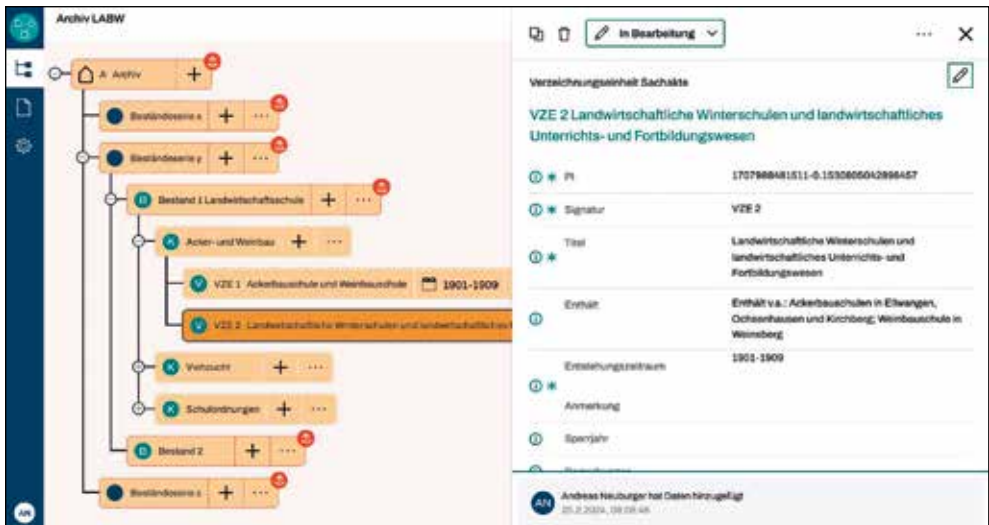 Archiv LABW
A Archiv
Beständeserie x
Beständeserie y
Bestand 1 Landwirtschaftsschule
Acker- und Weinbau
VZE 1 Ackerbauschule und Weinbauschule 1901-1909
VZE 2 Landwirtschaftliche Winterschulen und landwirtschaftliches
Viehzucht
Schulordnungen
Bestand 2
Beständeserie z
AN
In Bearbeitung
Verzeichnungseinheit Sachakte
VZE 2 Landwirtschaftliche Winterschulen und landwirtschaftliches
Unterrichts- und Fortbildungswesen
PI
Signatur VZE 2
Titel Landwirtschaftliche Winterschulen und
landwirtschaftliches Unterrichts- und
Fortbildungswesen
Enthält Enthält v.a.: Ackerbauschulen in Ellwangen,
Ochsenhausen und Kirchberg; Weinbauschule in
Weinsberg
Entstehungszeitraum 1901-1909
Anmerkung
Sperrjahr
AN Andreas Neuburger hat Daten hinzugefügt